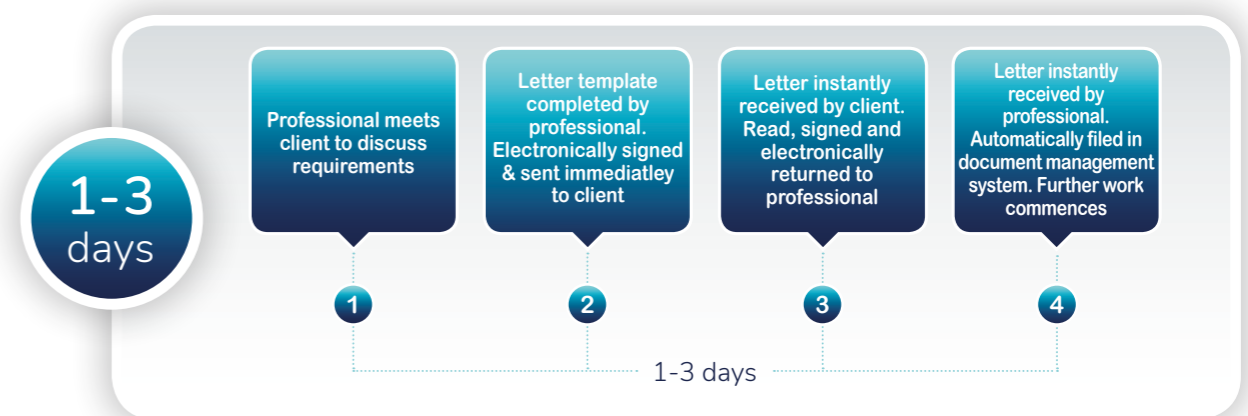 1-3
days
Professional meets
client to discuss
requirements
Letter template
completed by
professional.
Electronically signed
& sent immediatley
to client
Letter instantly
received by client.
Read, signed and
electronically
returned to
professional
Letter instantly
received by
professional.
Automatically filed in
document management
system. Further work
commences
1
2
3
4
1-3 days